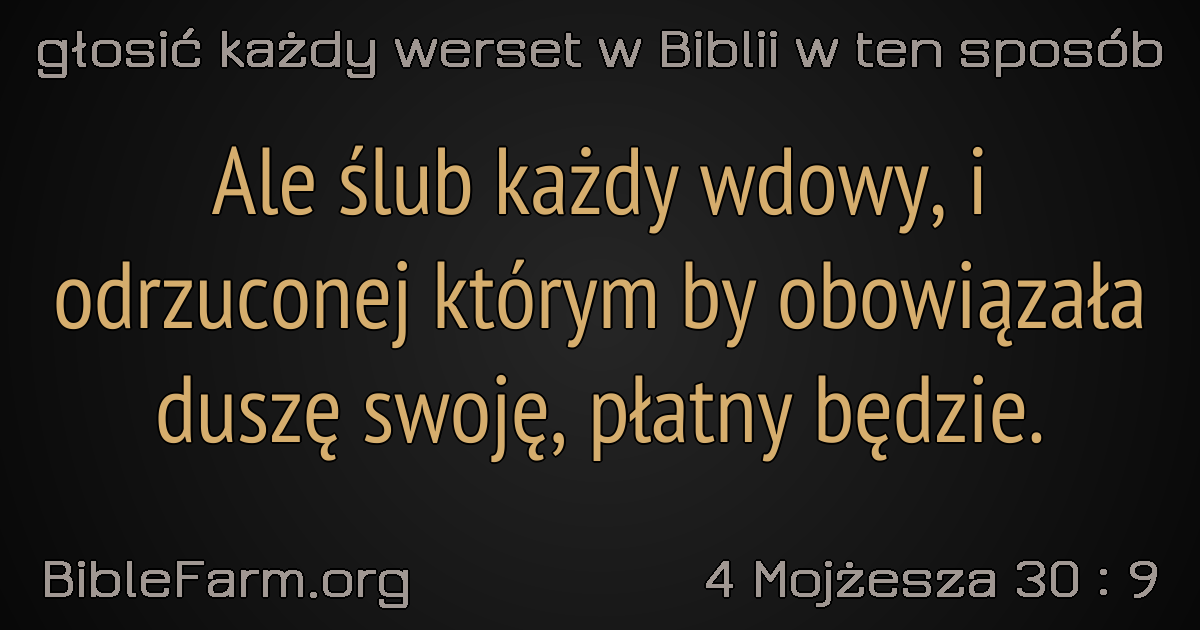 głosić każdy werset w Biblii w ten sposób
Ale ślub każdy wdowy, i
odrzuconej którym by obowiązała
duszę swoję, płatny będzie.
BibleFarm.org
4 Mojżesza 30 : 9